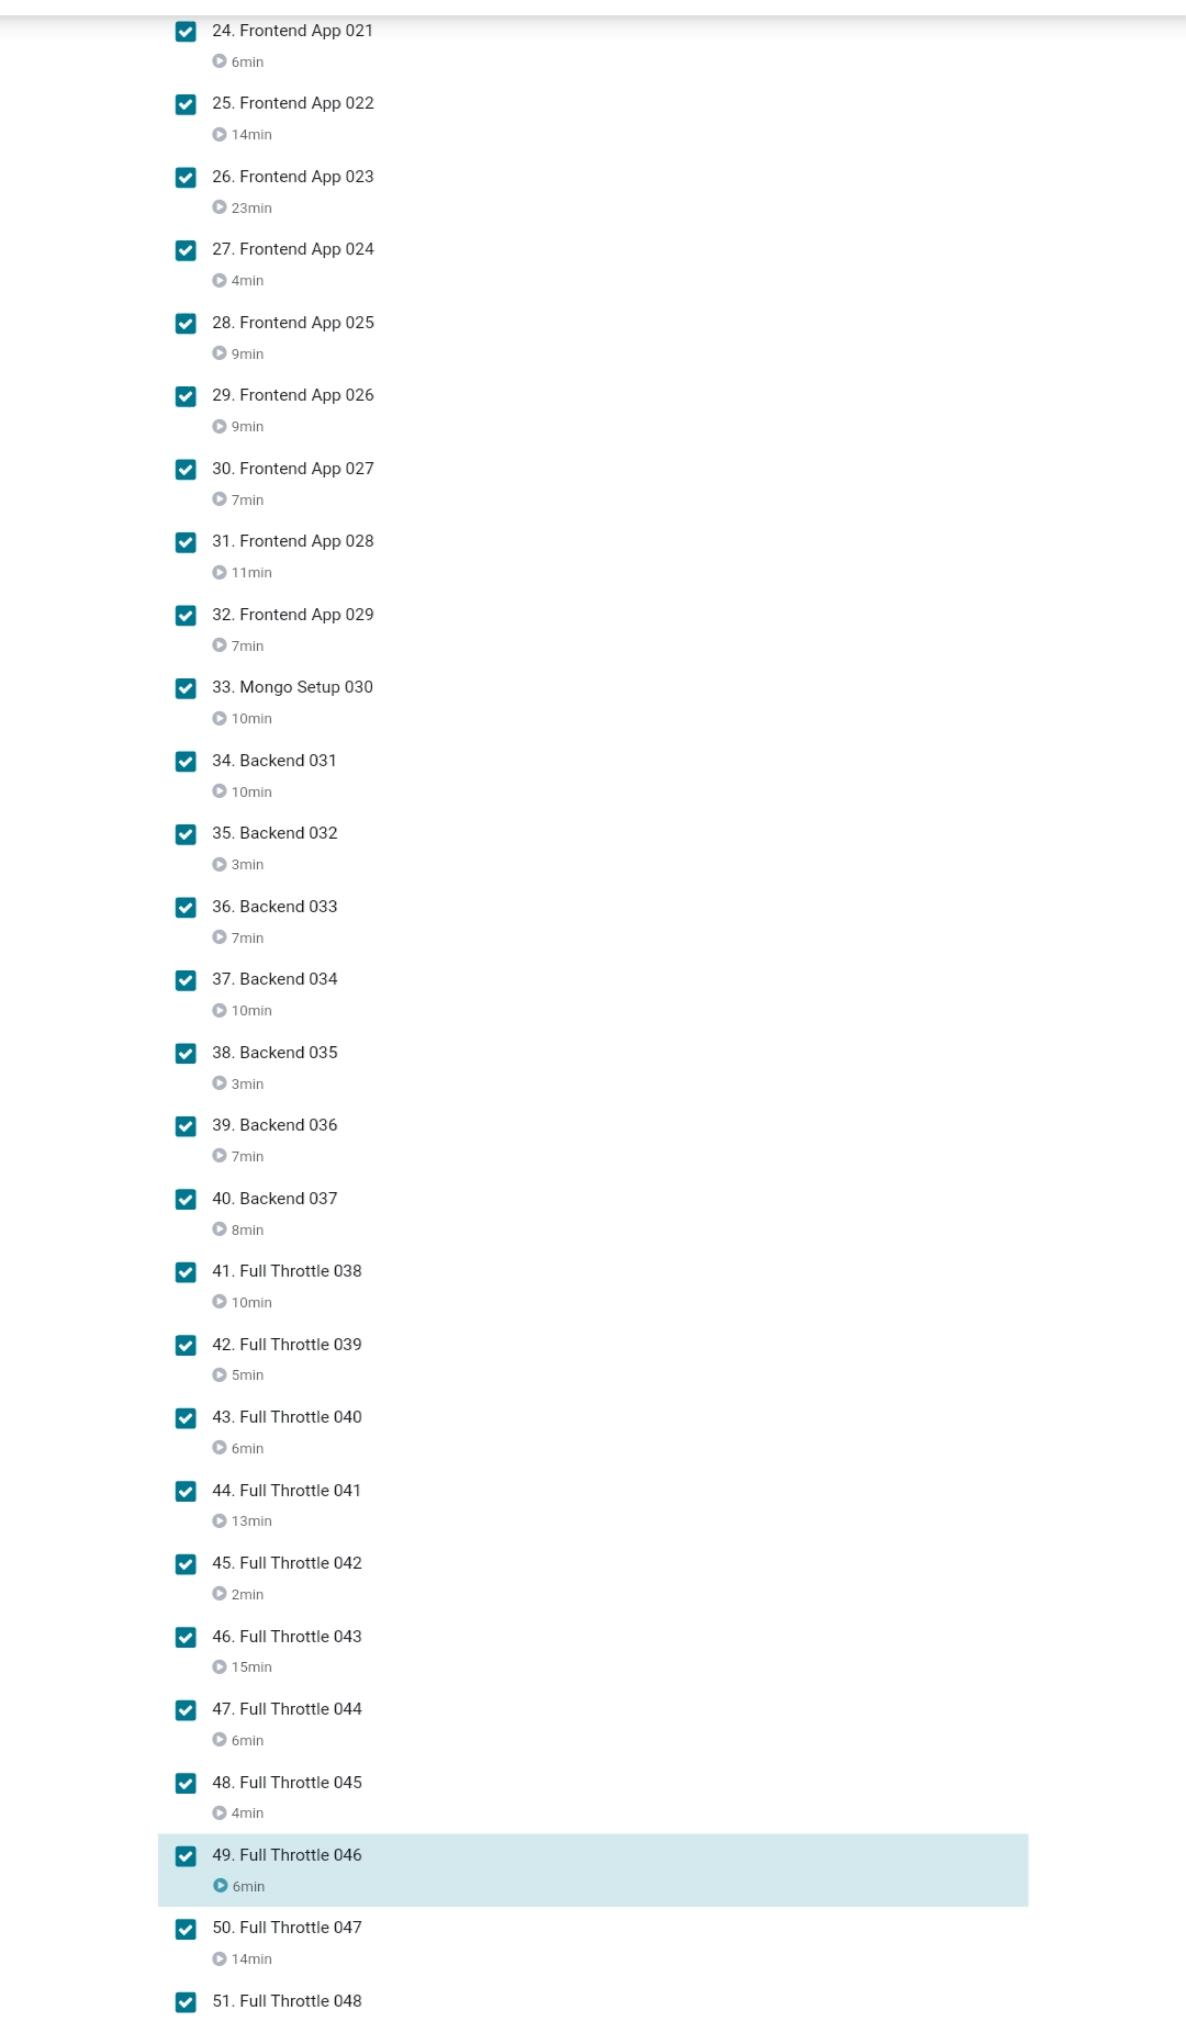 24. Frontend App 021
6min
25. Frontend App 022
14min
26. Frontend App 023
23min
27. Frontend App 024
4min
28. Frontend App 025
9min
29. Frontend App 026
9min
30. Frontend App 027
7min
31. Frontend App 028
11min
32. Frontend App 029
7min
33. Mongo Setup 030
10min
34. Backend 031
10min
35. Backend 032
3min
36. Backend 033
7min
37. Backend 034
10min
38. Backend 035
3min
39. Backend 036
7min
40. Backend 037
8min
41. Full Throttle 038
10min
42. Full Throttle 039
5min
43. Full Throttle 040
6min
44. Full Throttle 041
13min
45. Full Throttle 042
2min
46. Full Throttle 043
15min
47. Full Throttle 044
6min
48. Full Throttle 045
4min
49. Full Throttle 046
6min
50. Full Throttle 047
14min
51. Full Throttle 048